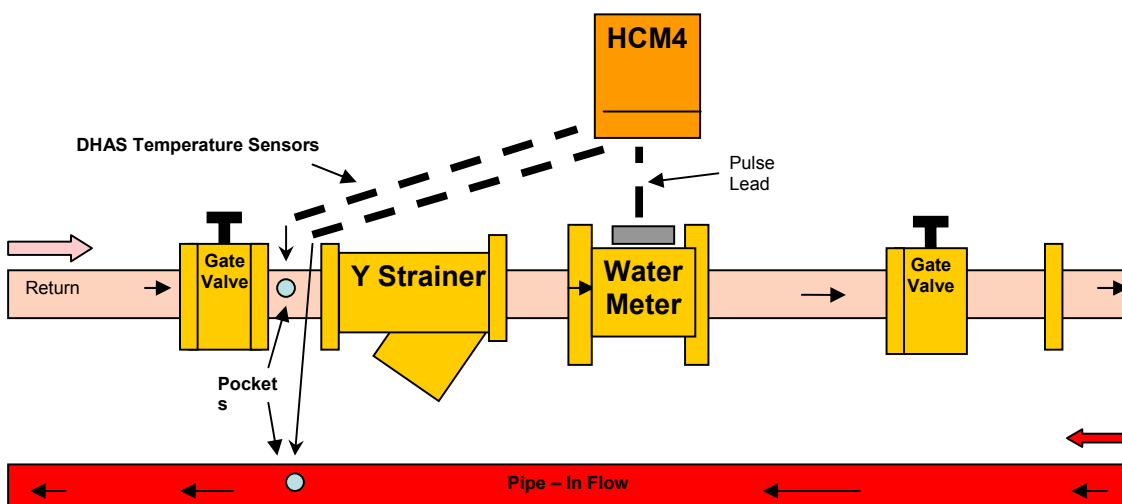 HCM4
DHAS Temperature Sensors
Pulse
Lead
Gate
Valve
Y Strainer
Water
Meter
Gate
Valve
Return
Pocket
s
Pipe – In Flow